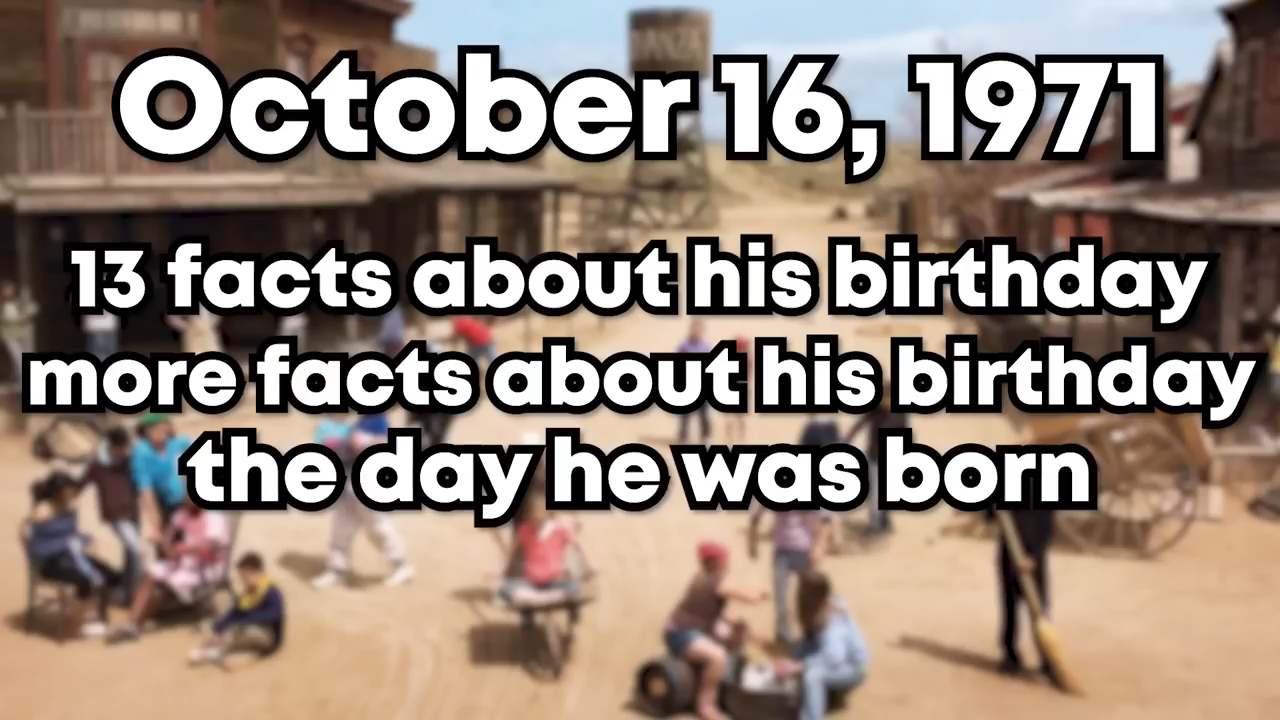 October 16, 1971
13 facts about his birthday
more facts about his birthday
the day he was born